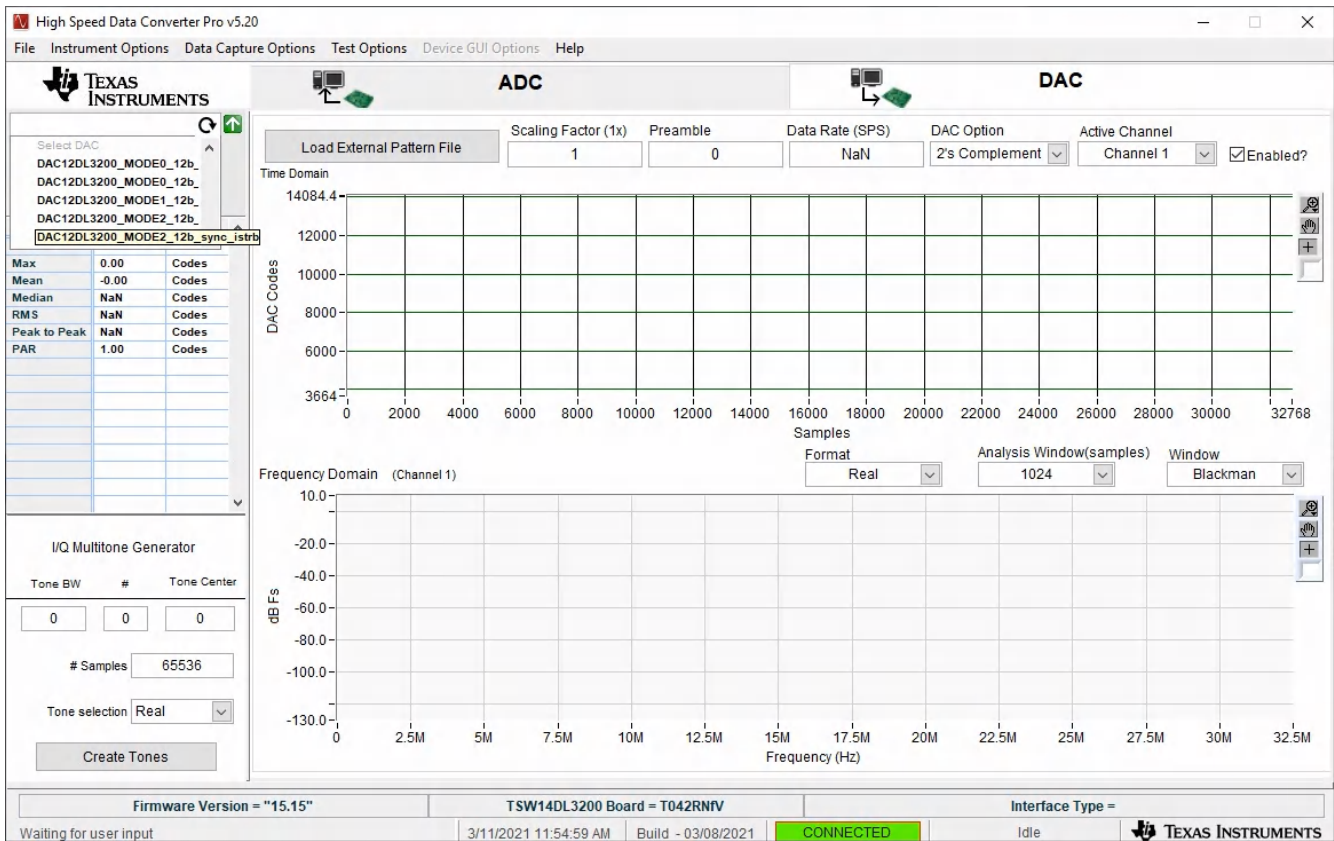 High Speed Data Converter Pro v5.20
File Instrument Options Data Capture Options Test Options Device GUI Options Help
TEXAS INSTRUMENTS
ADC
DAC
Select DAC
DAC12DL3200_MODE0_12b_
DAC12DL3200_MODE0_12b_
DAC12DL3200_MODE1_12b_
DAC12DL3200_MODE2_12b_
DAC12DL3200_MODE2_12b_sync_istrb
Max 0.00 Codes
Mean -0.00 Codes
Median NaN Codes
RMS NaN Codes
Peak to Peak NaN Codes
PAR 1.00 Codes
I/Q Multitone Generator
Tone BW # Tone Center
0 0 0
# Samples 65536
Tone selection Real
Create Tones
Load External Pattern File
Scaling Factor (1x) Preamble Data Rate (SPS) DAC Option Active Channel
1 0 NaN 2's Complement Channel 1 Enabled?
Time Domain
14084.4
12000
10000
8000
6000
3664
DAC Codes
0 2000 4000 6000 8000 10000 12000 14000 16000 18000 20000 22000 24000 26000 28000 30000 32768
Samples
Format Analysis Window(samples) Window
Real 1024 Blackman
Frequency Domain (Channel 1)
10.0
-20.0
-40.0
-60.0
-80.0
-100.0
-130.0
dB Fs
0 2.5M 5M 7.5M 10M 12.5M 15M 17.5M 20M 22.5M 25M 27.5M 30M 32.5M
Frequency (Hz)
Firmware Version = "15.15" TSW14DL3200 Board = T042RNfV Interface Type =
Waiting for user input 3/11/2021 11:54:59 AM Build - 03/08/2021 CONNECTED Idle TEXAS INSTRUMENTS